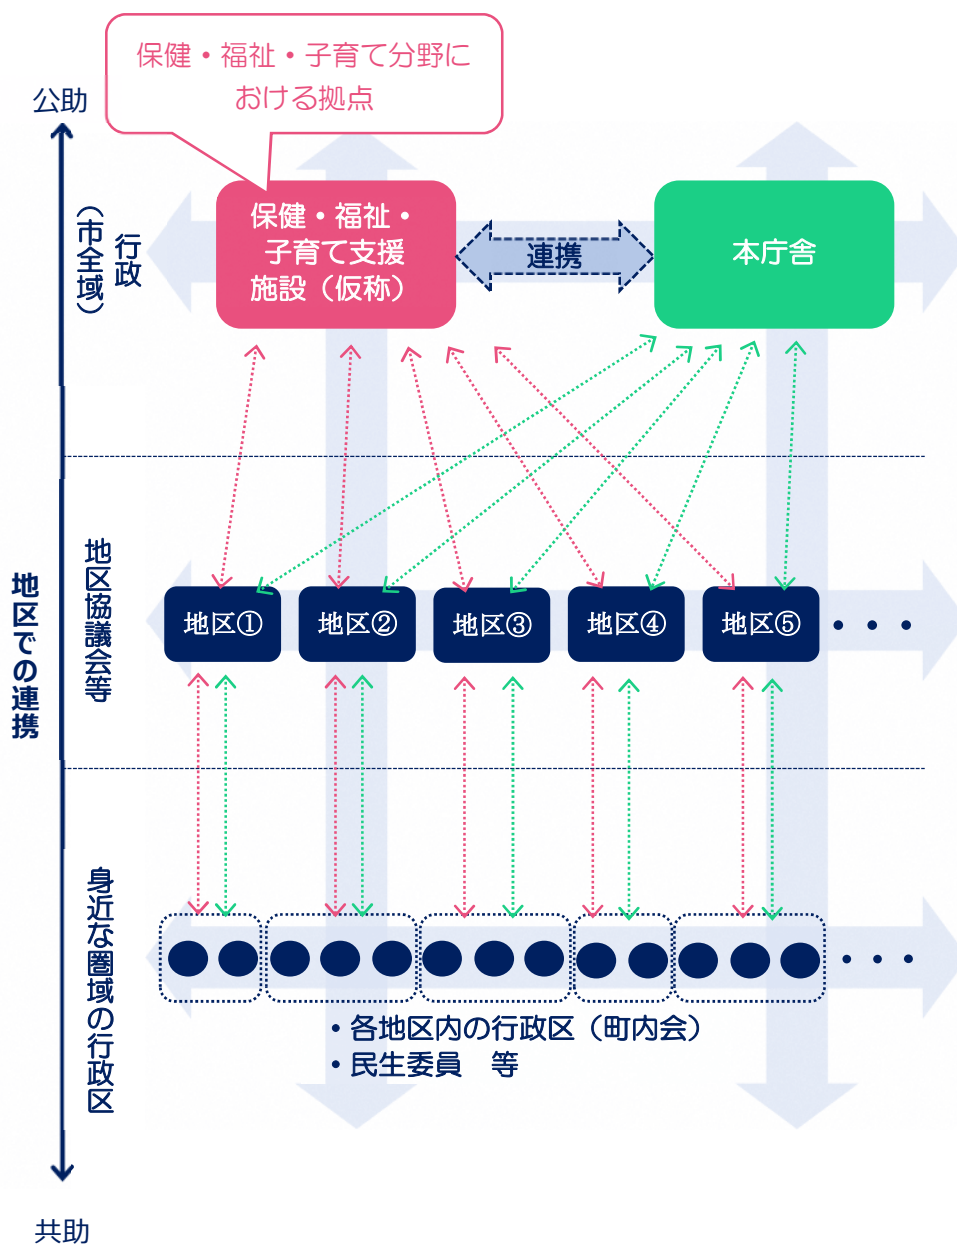 保健・福祉・子育て分野に
おける拠点
公助
行政
（市全域）
保健・福祉・
子育て支援
施設（仮称）
連携
本庁舎
地区での連携
地区協議会等
地区①
地区②
地区③
地区④
地区⑤
・・・
身近な圏域の行政区
・・・
・各地区内の行政区（町内会）
・民生委員　等
共助